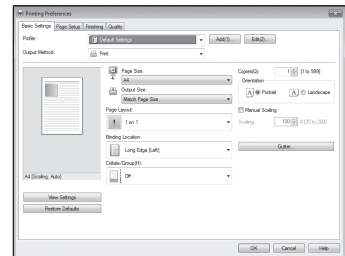 Printing Preferences
Basic Settings Page Setup Finishing Quality
Profile: Default Settings Add(1)... Edit(2)...
Output Method: Print
Page Size: Copies(Q): 1 [1 to 999]
A4 Orientation
Output Size: A Portrait A Landscape
Match Page Size
Page Layout: Manual Scaling
1 1 on 1 Scaling: 100 % [25 to 200]
Binding Location:
Long Edge [Left] Gutter...
Collate/Group(H):
Off
A4 [Scaling: Auto]
View Settings
Restore Defaults
OK Cancel Help